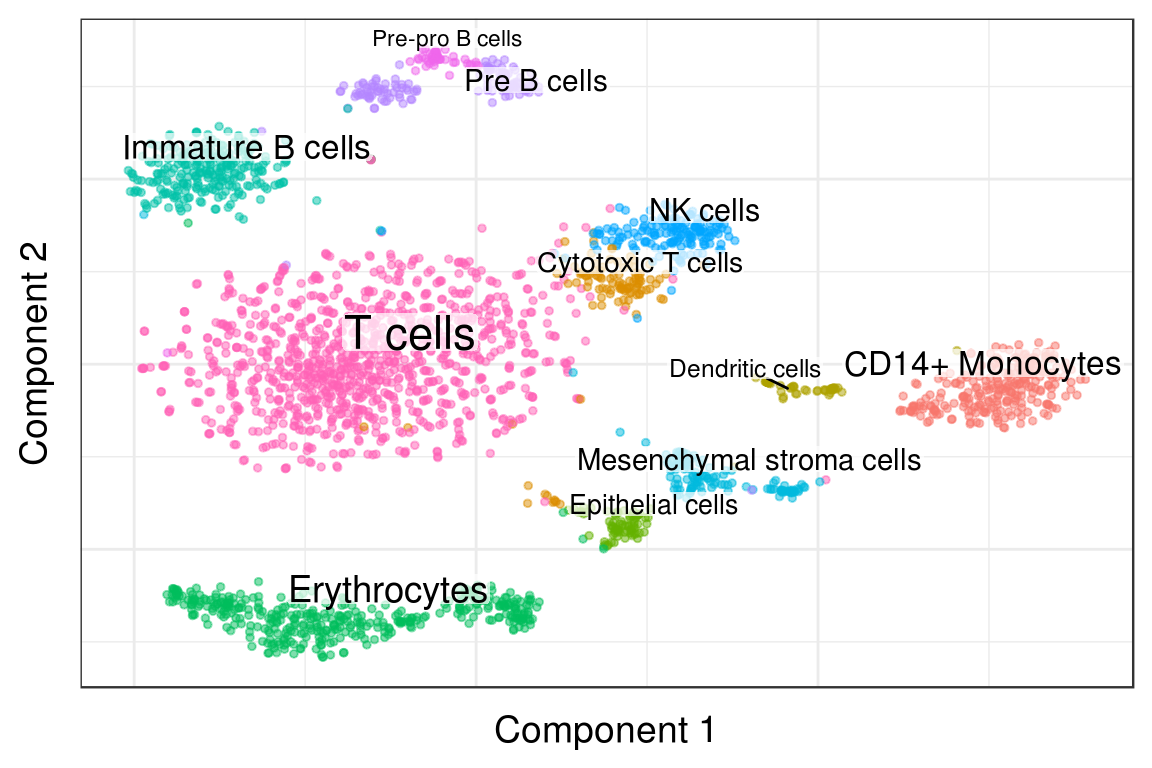 Pre-pro B cells
Pre B cells
Immature B cells
NK cells
Cytotoxic T cells
T cells
Dendritic cells
CD14+ Monocytes
Mesenchymal stroma cells
Epithelial cells
Erythrocytes
Component 1
Component 2